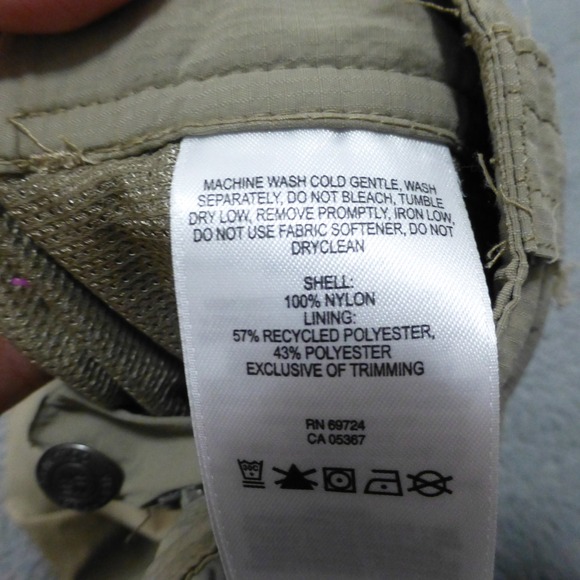 MACHINE WASH COLD GENTLE, WASH
SEPARATELY, DO NOT BLEACH, TUMBLE
DRY LOW, REMOVE PROMPTLY, IRON LOW,
DO NOT USE FABRIC SOFTENER, DO NOT
DRYCLEAN
SHELL:
100% NYLON
LINING:
57% RECYCLED POLYESTER,
43% POLYESTER
EXCLUSIVE OF TRIMMING
RN 69724
CA 05367